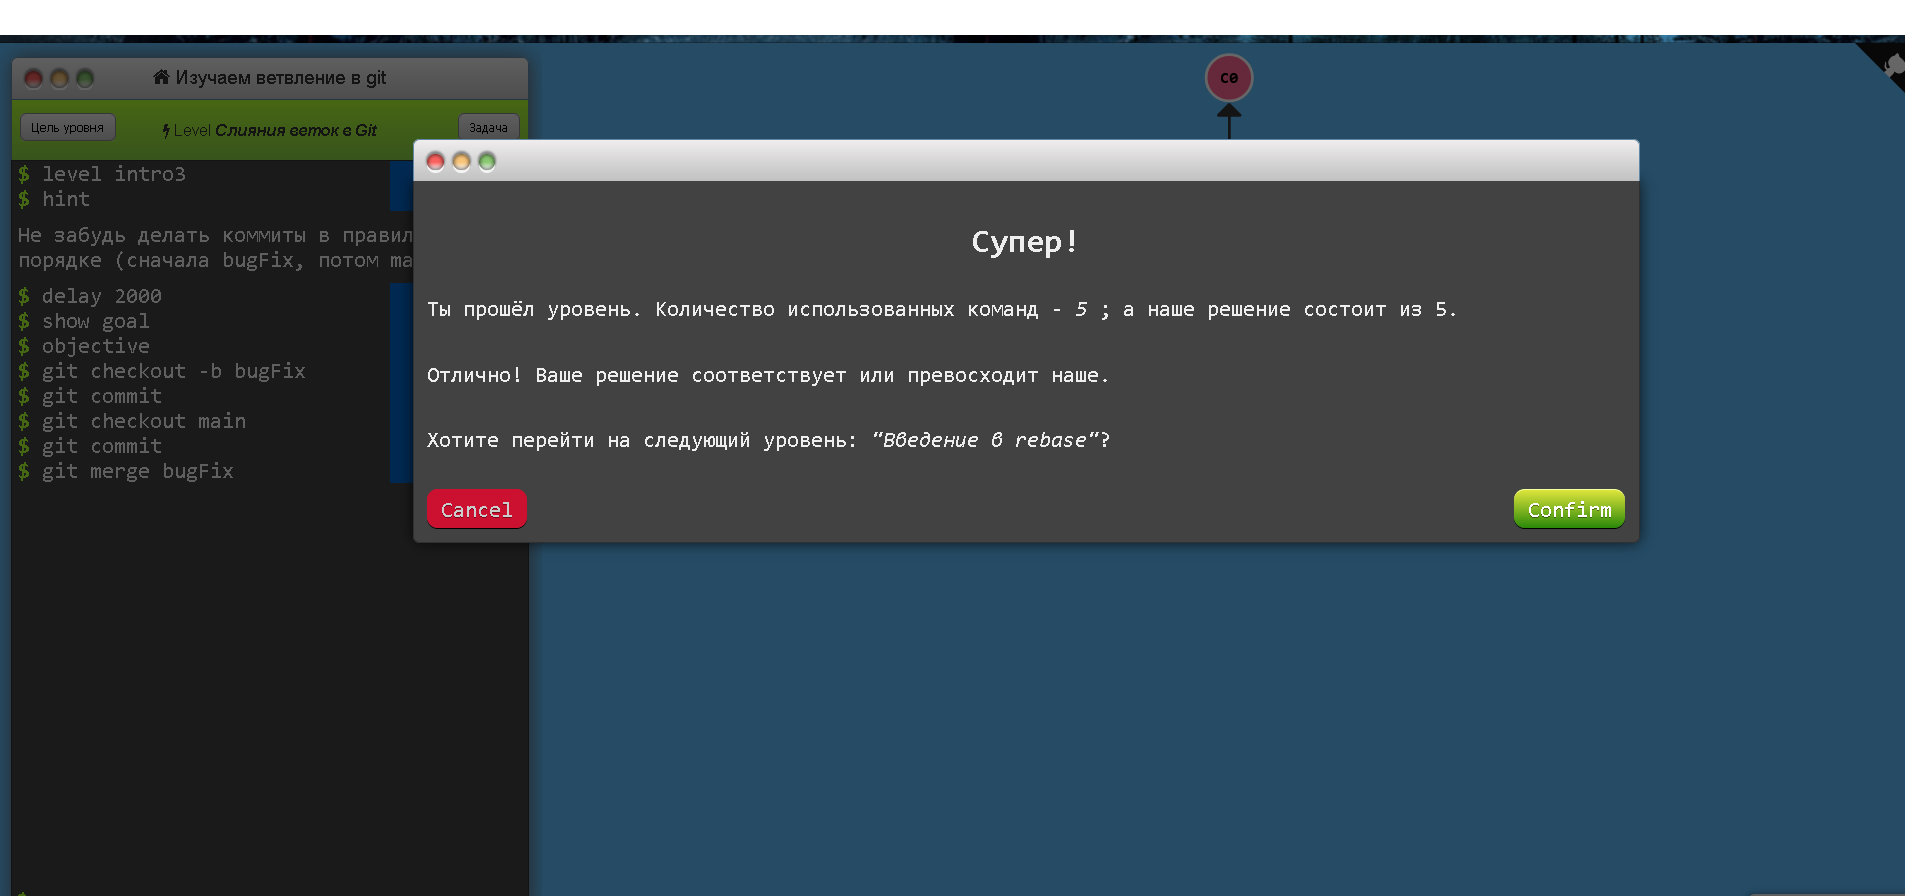 Изучаем ветвление в git
Цель уровня
Level Слияния веток в Git
Задача
$ level intro3
$ hint
Не забудь делать коммиты в правил
порядке (сначала bugFix, потом ma
$ delay 2000
$ show goal
$ objective
$ git checkout -b bugFix
$ git commit
$ git checkout main
$ git commit
$ git merge bugFix
$
C0
Супер!
Ты прошёл уровень. Количество использованных команд - 5 ; а наше решение состоит из 5.
Отлично! Ваше решение соответствует или превосходит наше.
Хотите перейти на следующий уровень: “Введение в rebase”?
Cancel
Confirm